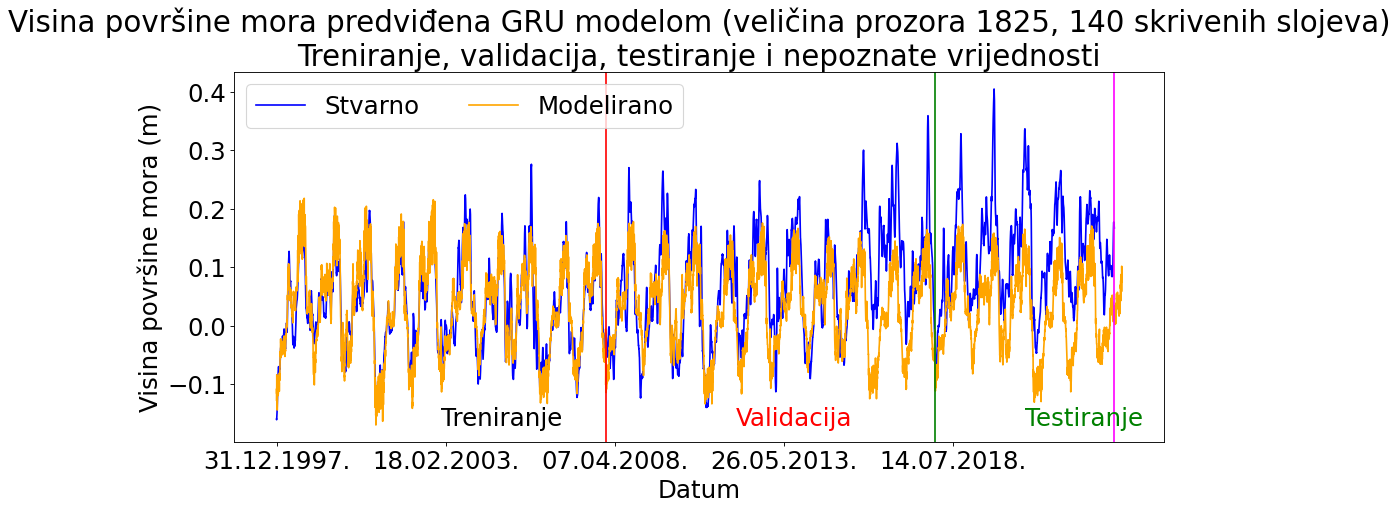 Visina površine mora predviđena GRU modelom (veličina prozora 1825, 140 skrivenih slojeva)
Treniranje, validacija, testiranje i nepoznate vrijednosti
Stvarno
Modelirano
Visina površine mora (m)
0.4
0.3
0.2
0.1
0.0
−0.1
Treniranje
Validacija
Testiranje
31.12.1997.
18.02.2003.
07.04.2008.
26.05.2013.
14.07.2018.
Datum